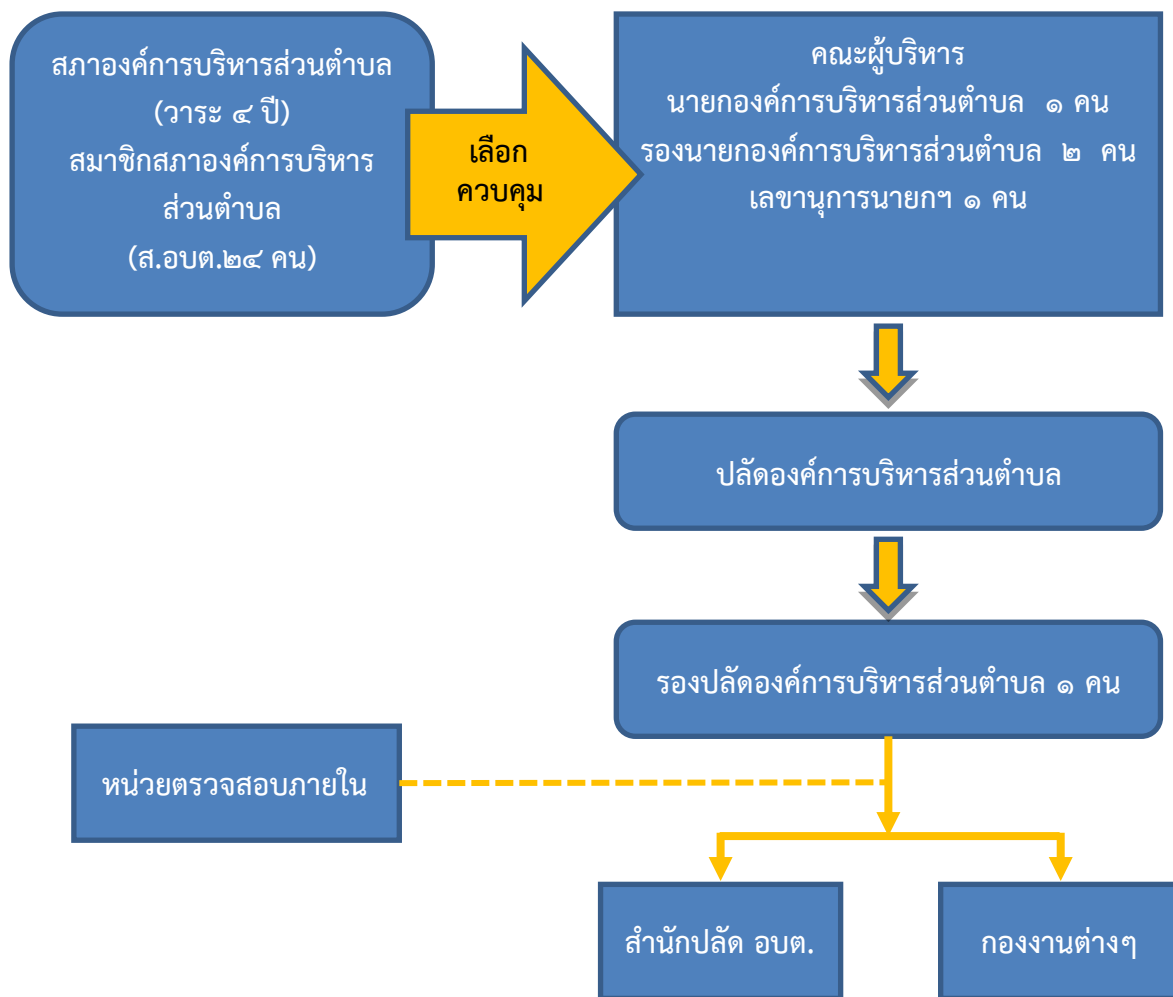 สภาองค์การบริหารส่วนตำบล
(วาระ ๔ ปี)
สมาชิกสภาองค์การบริหาร
ส่วนตำบล
(ส.อบต.๒๔ คน)
เลือก
ควบคุม
คณะผู้บริหาร
นายกองค์การบริหารส่วนตำบล ๑ คน
รองนายกองค์การบริหารส่วนตำบล ๒ คน
เลขานุการนายกฯ ๑ คน
ปลัดองค์การบริหารส่วนตำบล
รองปลัดองค์การบริหารส่วนตำบล ๑ คน
หน่วยตรวจสอบภายใน
สำนักปลัด อบต.
กองงานต่างๆ